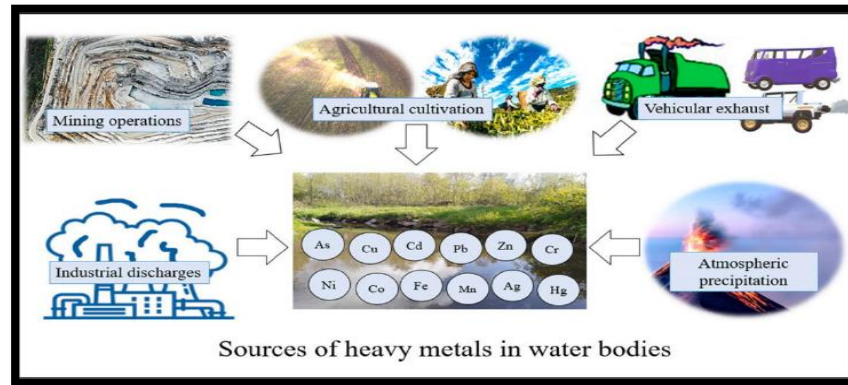 Mining operations
Agricultural cultivation
Vehicular exhaust
Industrial discharges
As Cu Cd Pb Zn Cr
Ni Co Fe Mn Ag Hg
Atmospheric
precipitation
Sources of heavy metals in water bodies